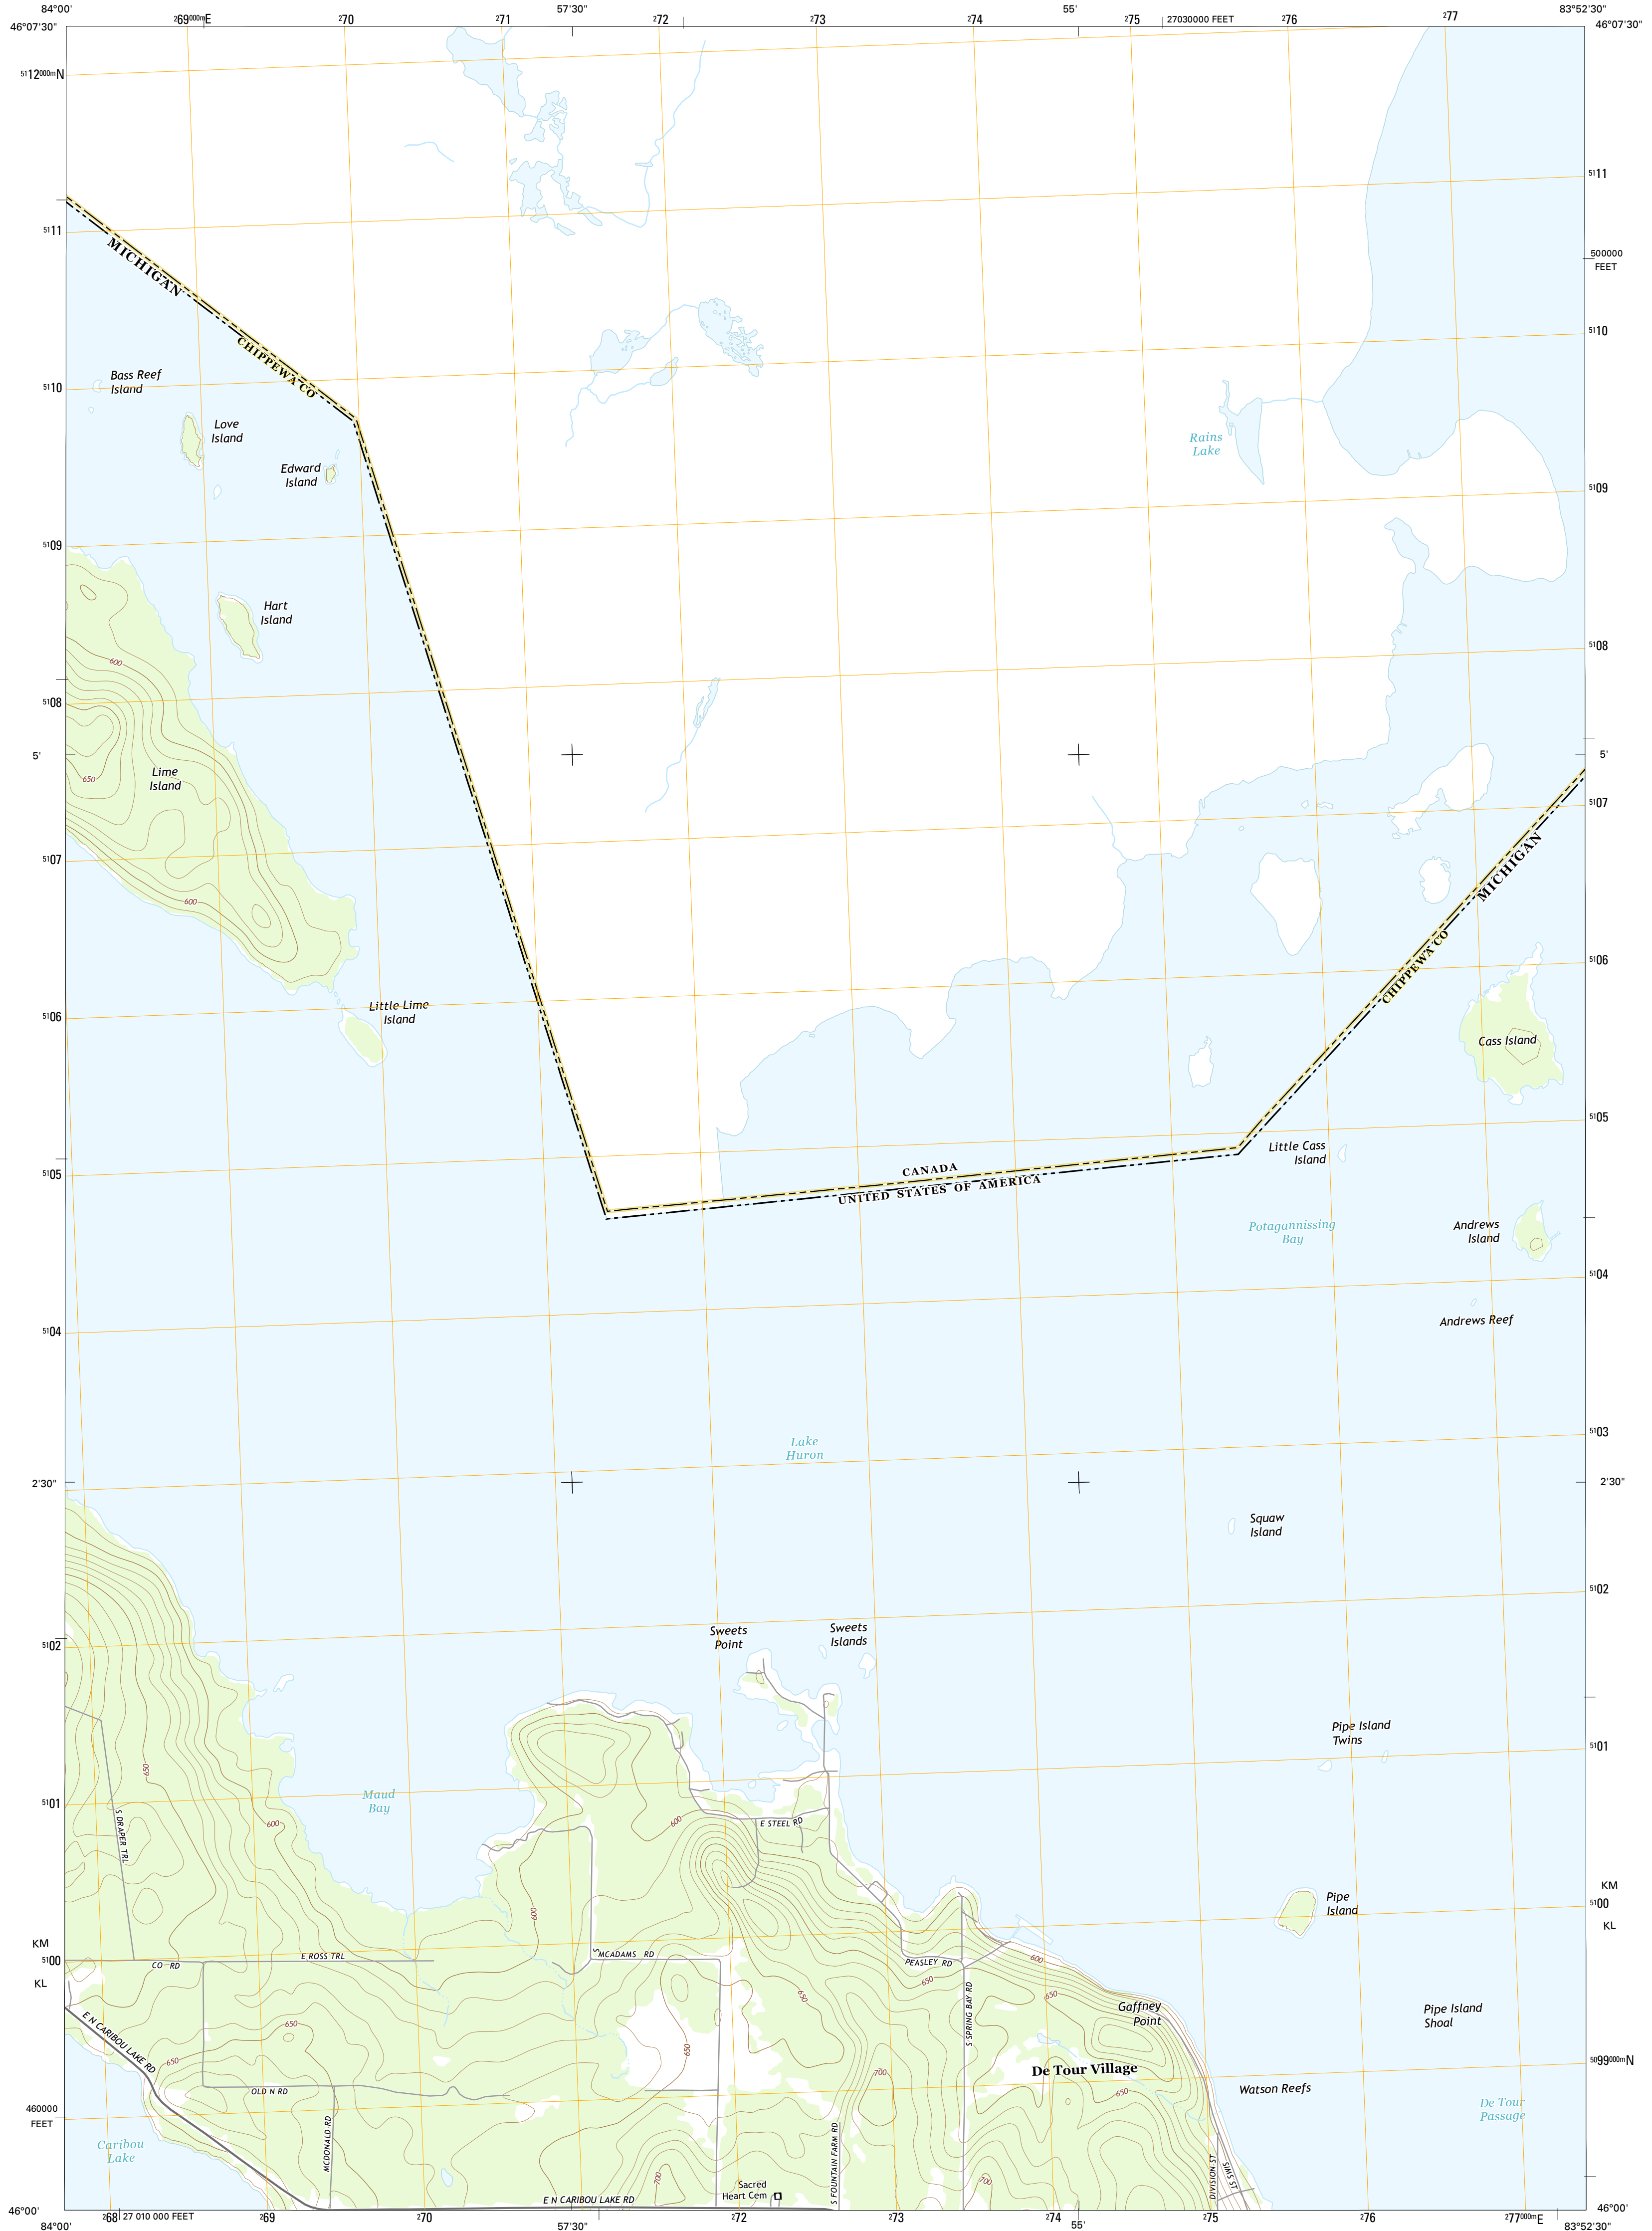 84°00'
²69000mE
²70
²71
57'30"
²72
²73
²74
55'
²75
27030000 FEET
²76
²77
83°52'30"
46°07'30"
46°07'30"
5112000mN
5111
5111
MICHIGAN
500000
FEET
5110
CHIPPEWA CO
Bass Reef
Island
5110
Love
Island
Rains
Lake
Edward
Island
5109
5109
Hart
Island
5108
600
5108
5'
5'
650
Lime
Island
5107
MICHIGAN
5107
600
CHIPPEWA CO
5106
Little Lime
Island
5106
Cass Island
5105
Little Cass
Island
CANADA
UNITED STATES OF AMERICA
5105
Potagannissing
Bay
Andrews
Island
5104
Andrews Reef
5104
5103
Lake
Huron
2'30"
2'30"
Squaw
Island
5102
Sweets
Point
Sweets
Islands
5102
Pipe Island
Twins
5101
650
Maud
Bay
5101
S DRAPER TRL
600
600
E STEEL RD
KM
5100
KL
Pipe
Island
600
KM
5100
KL
E ROSS TRL
CO RD
S
MCADAMS RD
PEASLEY RD
600
650
650
650
S SPRING BAY RD
Gaffney
Point
Pipe Island
Shoal
E N CARIBOU LAKE RD
650
650
650
700
De Tour Village
5099000mN
OLD N RD
650
Watson Reefs
De Tour
Passage
460000
FEET
Caribou
Lake
MCDONALD RD
S FOUNTAIN FARM RD
DIVISION ST
SIMS ST
700
700
Sacred
Heart Cem
E N CARIBOU LAKE RD
46°00'
46°00'
84°00'
²68
27 010 000 FEET
²69
²70
57'30"
²72
²73
²74
55'
²75
²76
²77000mE
83°52'30"